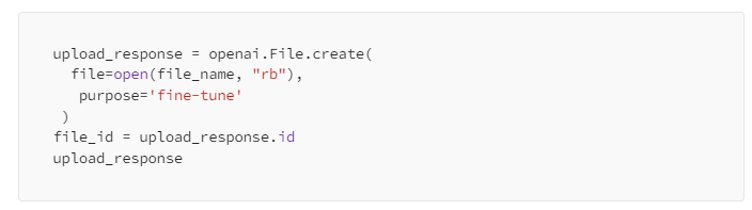 upload_response = openai.File.create(
  file=open(file_name, "rb"),
   purpose='fine-tune'
 )
file_id = upload_response.id
upload_response